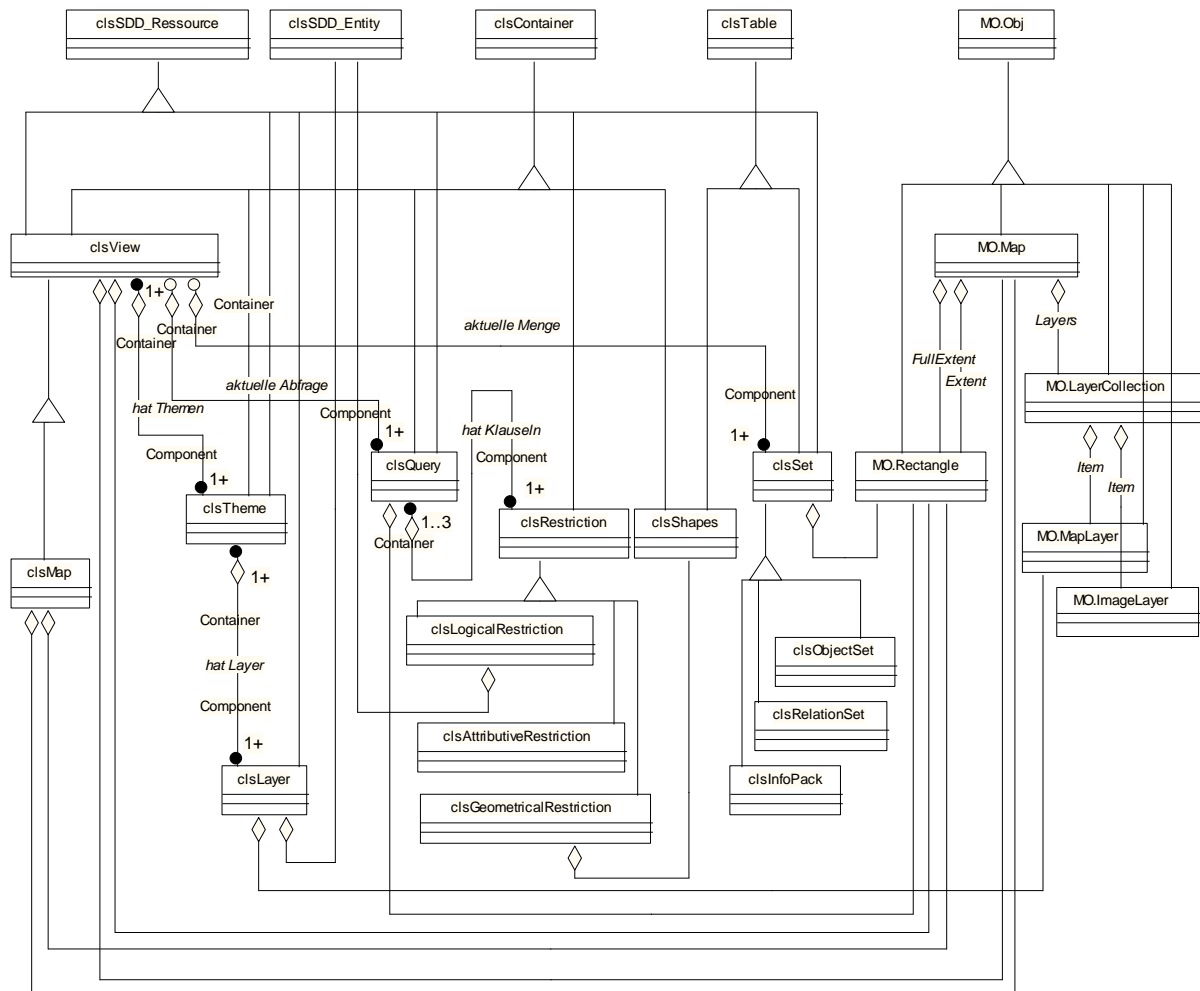 clsSDD_Ressource
clsSDD_Entity
clsContainer
clsTable
MO.Obj
clsView
MO.Map
1+
Container
Container
Container
aktuelle Menge
Layers
FullExtent
Extent
MO.LayerCollection
aktuelle Abfrage
hat Themen
Component
Component
1+
hat Klauseln
Component
1+
Component
1+
clsQuery
clsSet
MO.Rectangle
Item
Item
1+
clsTheme
1+
clsRestriction
clsShapes
1..3
Container
MO.MapLayer
clsMap
1+
MO.ImageLayer
Container
clsLogicalRestriction
clsObjectSet
hat Layer
Component
clsRelationSet
1+
clsAttributiveRestriction
clsLayer
clsInfoPack
clsGeometricalRestriction